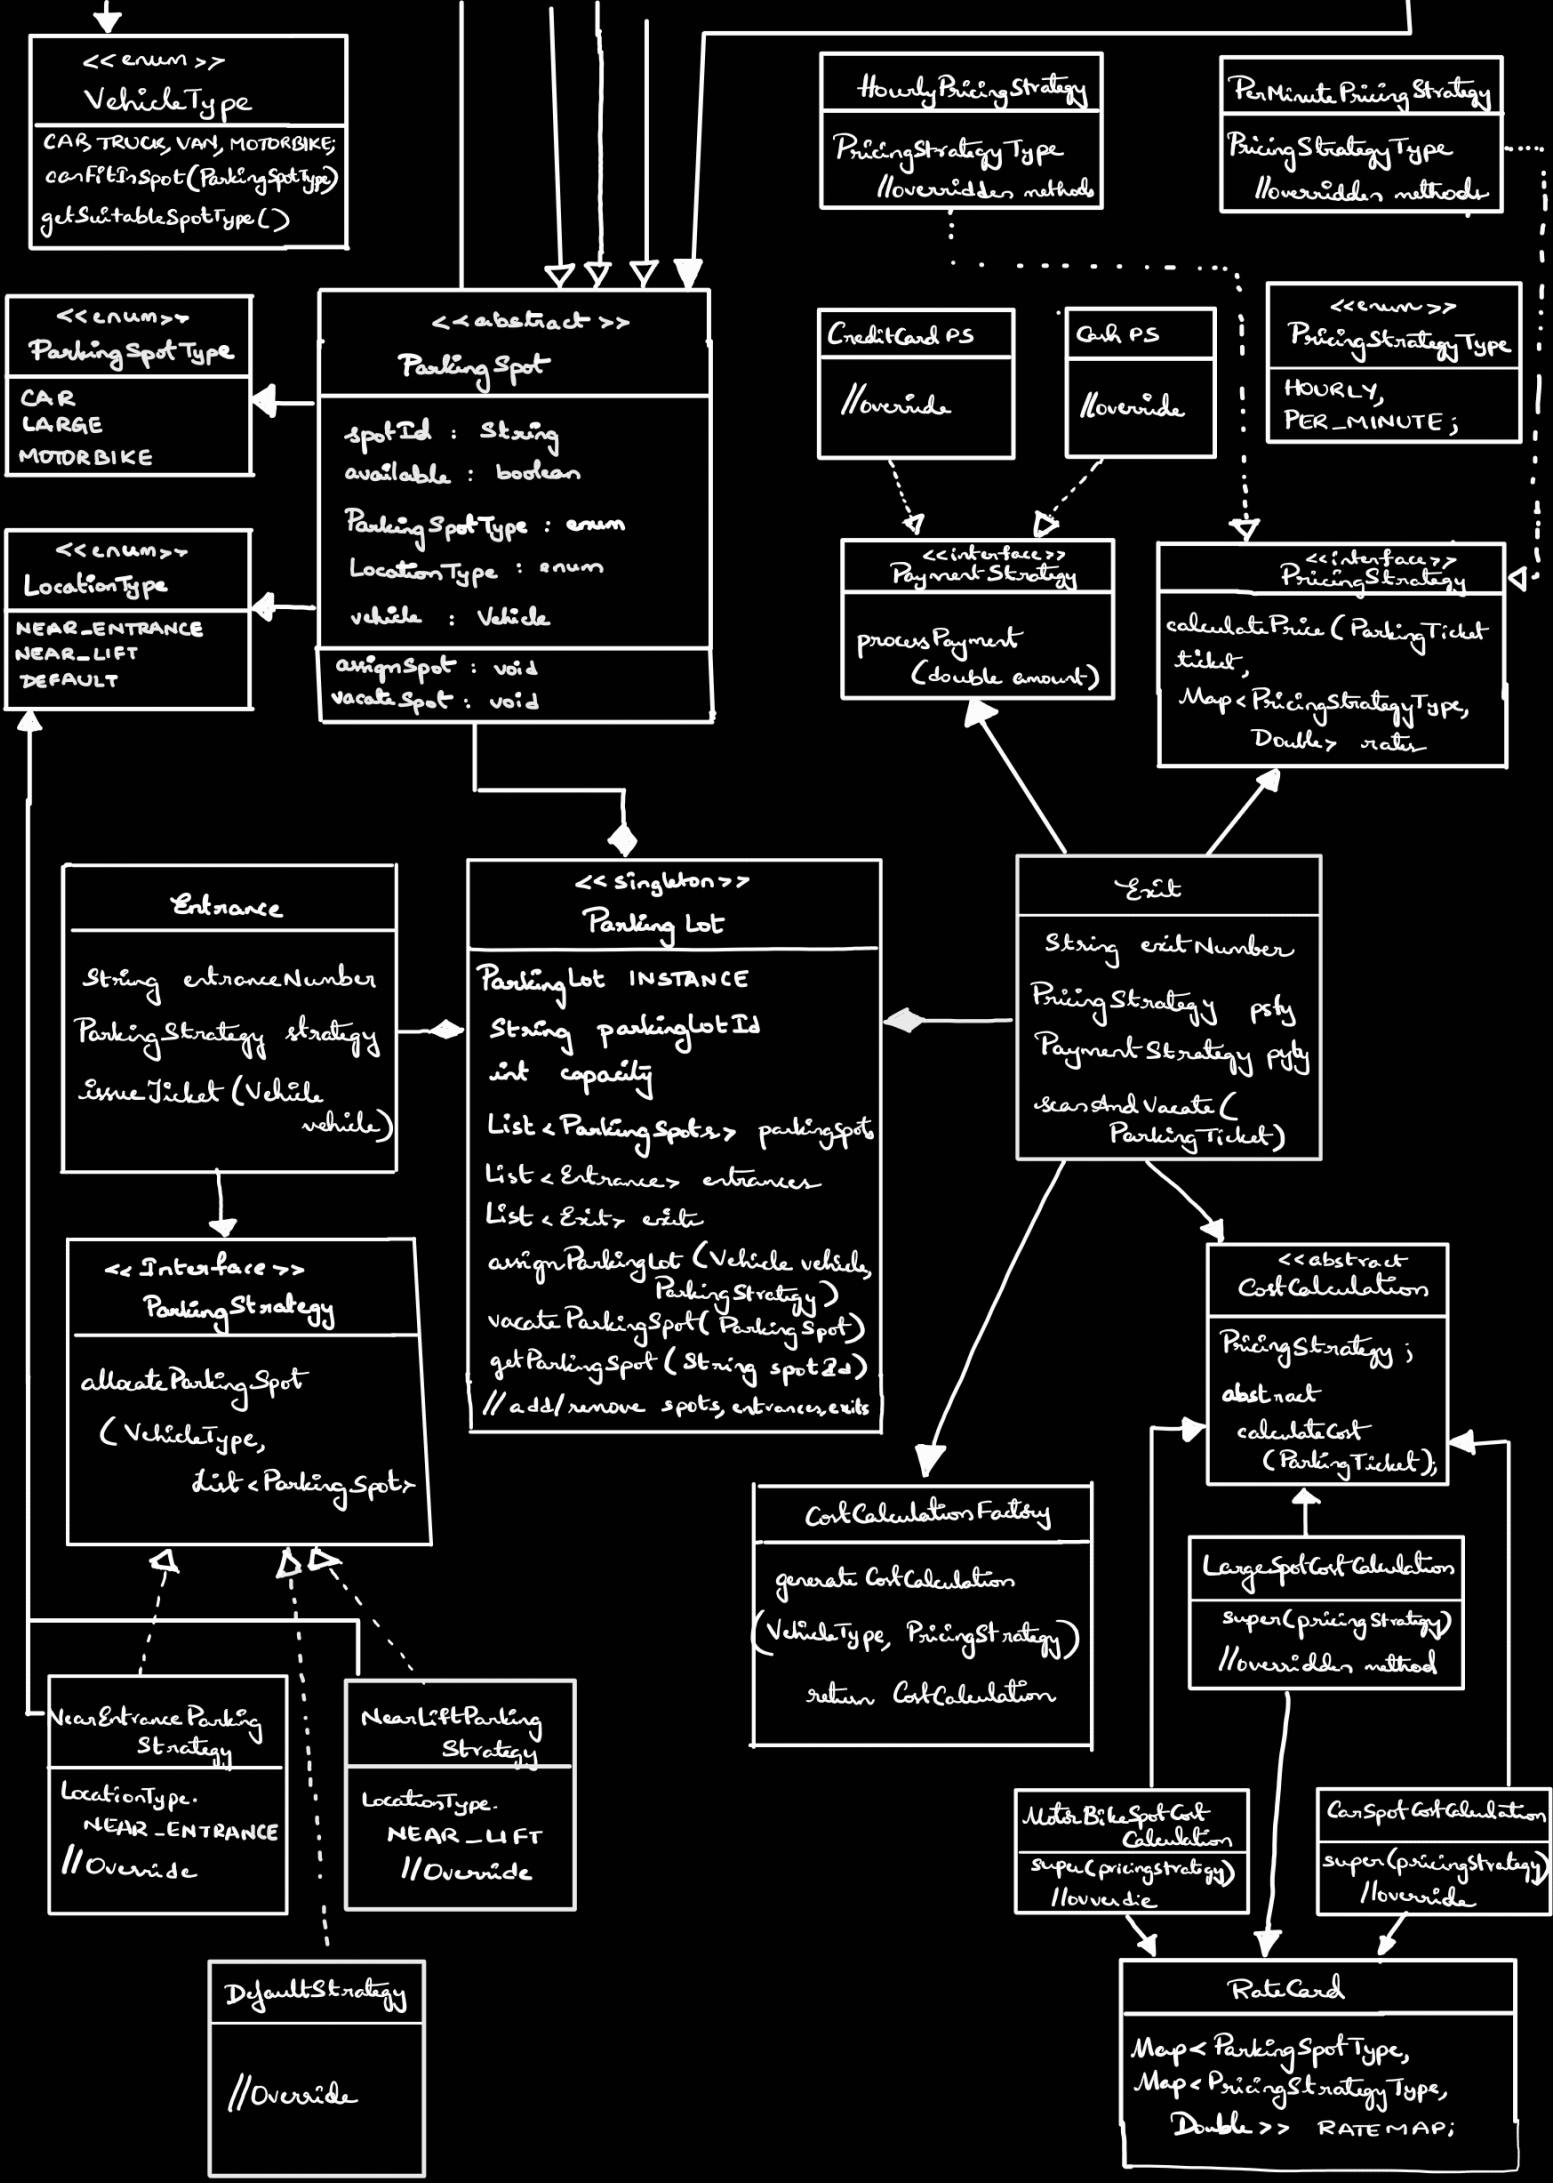 <<enum>>
VehicleType
CAR, TRUCK, VAN, MOTORBIKE;
canFitInSpot(ParkingSpotType)
getSuitableSpotType()
HourlyPricingStrategy
PricingStrategyType
//overridden methods
PerMinutePricingStrategy
PricingStrategyType
//overridden methods
<<enum>>
ParkingSpotType
CAR
LARGE
MOTORBIKE
<<abstract>>
ParkingSpot
spotId : String
available : boolean
ParkingSpotType : enum
LocationType : enum
vehicle : Vehicle
assignSpot : void
vacateSpot : void
CreditCard PS
//override
Cash PS
//override
<<enum>>
PricingStrategyType
HOURLY,
PER_MINUTE;
<<enum>>
LocationType
NEAR_ENTRANCE
NEAR_LIFT
DEFAULT
<<interface>>
PaymentStrategy
processPayment
(double amount)
<<interface>>
PricingStrategy
calculatePrice (ParkingTicket
ticket,
Map<PricingStrategyType,
Double> rates
Entrance
String entranceNumber
ParkingStrategy strategy
issueTicket (Vehicle
vehicle)
<<singleton>>
Parking Lot
ParkingLot INSTANCE
String parkingLotId
int capacity
List<ParkingSpots> parkingspots
List<Entrance> entrances
List<Exit> exits
assignParkingLot (Vehicle vehicle,
ParkingStrategy)
vacateParkingSpot(ParkingSpot)
getParkingSpot(String spotId)
// add/remove spots, entrances, exits
Exit
String exitNumber
PricingStrategy psty
PaymentStrategy pyty
scanAndVacate(
ParkingTicket)
<<Interface>>
ParkingStrategy
allocateParkingSpot
(VehicleType,
List<ParkingSpot>
<<abstract
CostCalculation
PricingStrategy;
abstract
calculateCost
(ParkingTicket);
CostCalculationFactory
generate CostCalculation
(VehicleType, PricingStrategy)
return CostCalculation
LargeSpotCostCalculation
super(pricingStrategy)
//overridden method
NearEntranceParking
Strategy
LocationType.
NEAR_ENTRANCE
//Override
NearLiftParking
Strategy
LocationType.
NEAR_LIFT
//Override
MotorBikeSpotCost
Calculation
super(pricingstrategy)
//ovverdie
CarSpotCostCalculation
super(pricingStrategy)
//override
DefaultStrategy
//Override
RateCard
Map<ParkingSpotType,
Map<PricingStrategyType,
Double>> RATEMAP;